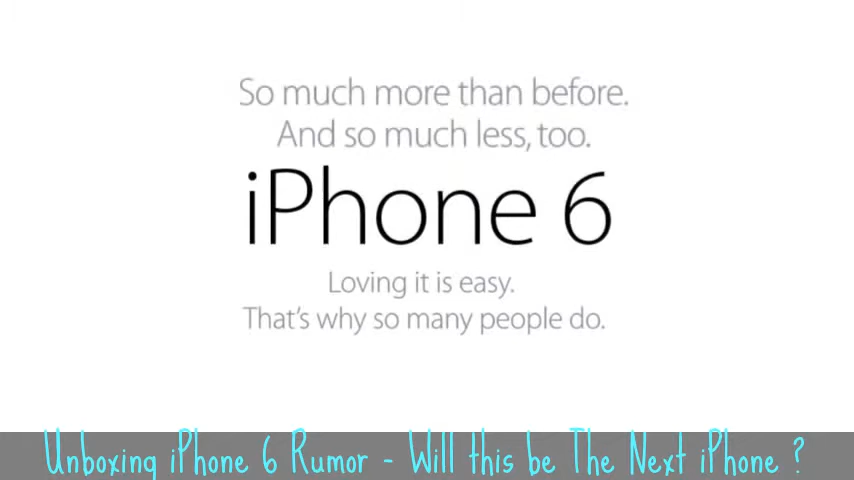 So much more than before.
And so much less, too.
iPhone 6
Loving it is easy.
That's why so many people do.
Unboxing iPhone 6 Rumor - Will this be The Next iPhone ?